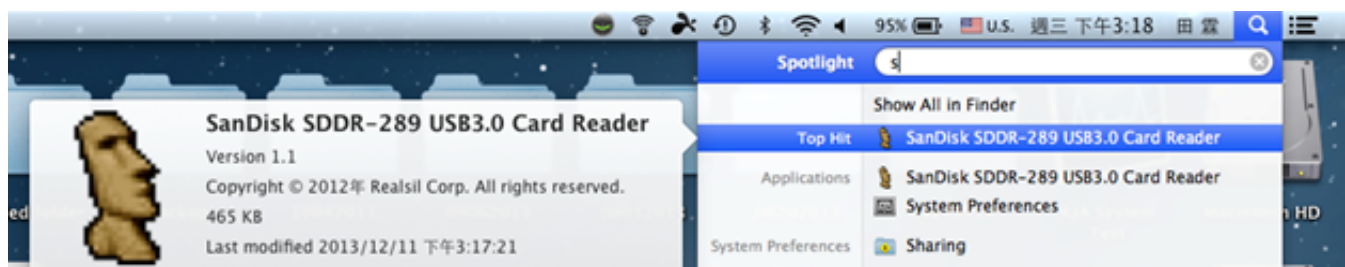 95% U.S. 週三 下午3:18 田 霖
Spotlight s
Show All in Finder
Top Hit SanDisk SDDR-289 USB3.0 Card Reader
Applications SanDisk SDDR-289 USB3.0 Card Reader
System Preferences
System Preferences Sharing
SanDisk SDDR-289 USB3.0 Card Reader
Version 1.1
Copyright © 2012年 Realsil Corp. All rights reserved.
465 KB
Last modified 2013/12/11 下午3:17:21
HD